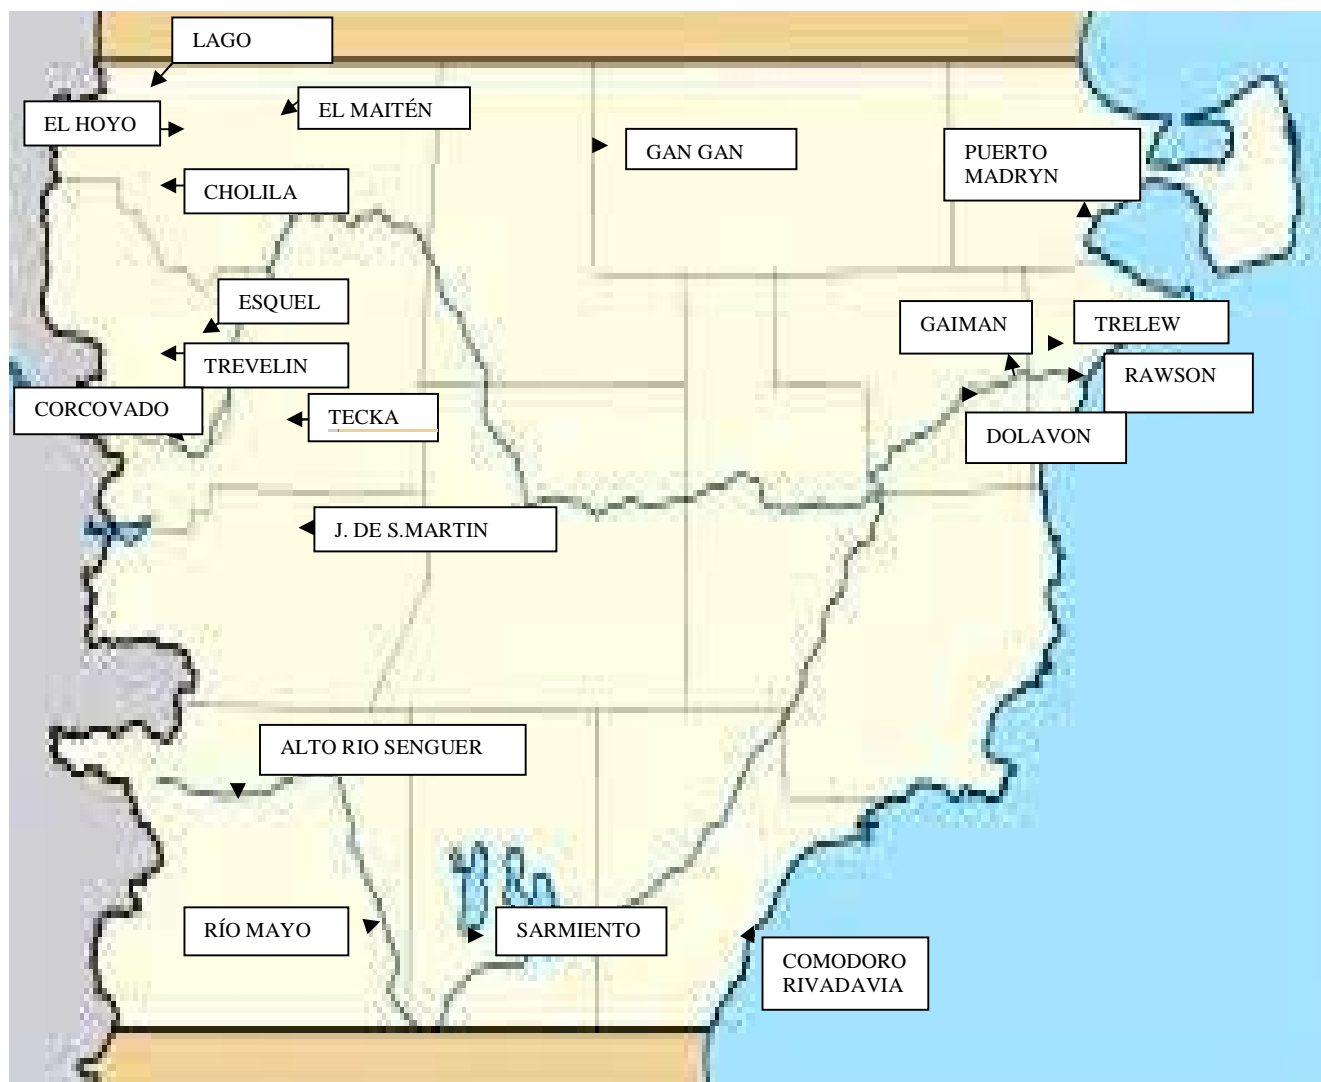 LAGO
EL MAITÉN
EL HOYO
GAN GAN
PUERTO
MADRYN
CHOLILA
ESQUEL
GAIMAN
TRELEW
TREVELIN
RAWSON
CORCOVADO
TECKA
DOLAVON
J. DE S.MARTIN
ALTO RIO SENGUER
RÍO MAYO
SARMIENTO
COMODORO
RIVADAVIA